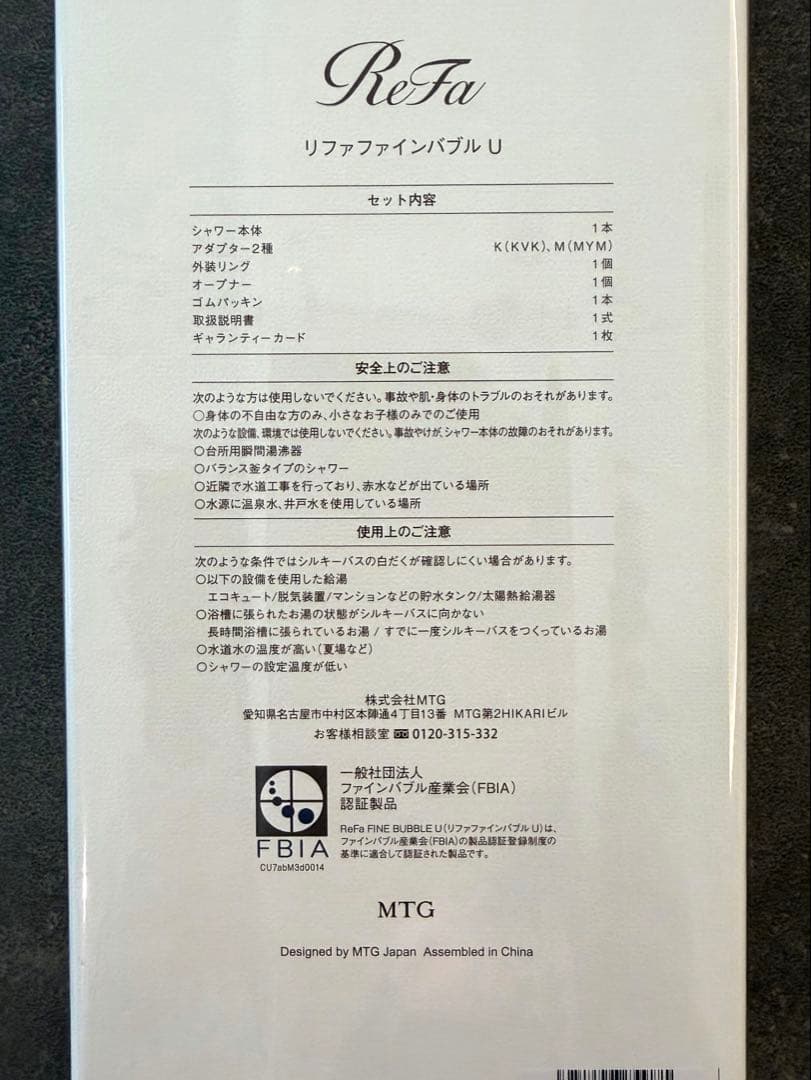 ReFa
リファファインバブル U
セット内容
シャワー本体 1本
アダプター2種 K(KVK)、M(MYM)
外装リング 1個
オープナー 1個
ゴムパッキン 1本
取扱説明書 1式
ギャランティーカード 1枚
安全上のご注意
次のような方は使用しないでください。事故や肌・身体のトラブルのおそれがあります。
○身体の不自由な方のみ、小さなお子様のみでのご使用
次のような設備、環境では使用しないでください。事故やけが、シャワー本体の故障のおそれがあります。
○台所用瞬間湯沸器
○バランス釜タイプのシャワー
○近隣で水道工事を行っており、赤水などが出ている場所
○水源に温泉水、井戸水を使用している場所
使用上のご注意
次のような条件ではシルキーバスの白だくが確認しにくい場合があります。
○以下の設備を使用した給湯
エコキュート/脱気装置/マンションなどの貯水タンク/太陽熱給湯器
○浴槽に張られたお湯の状態がシルキーバスに向かない
長時間浴槽に張られているお湯 / すでに一度シルキーバスをつくっているお湯
○水道水の温度が高い(夏場など)
○シャワーの設定温度が低い
株式会社MTG
愛知県名古屋市中村区本陣通4丁目13番 MTG第2HIKARIビル
お客様相談室 0120-315-332
一般社団法人
ファインバブル産業会(FBIA)
認証製品
ReFa FINE BUBBLE U(リファファインバブル U)は、
ファインバブル産業会(FBIA)の製品認証登録制度の
基準に適合して認証された製品です。
FBIA
CU7abM3d0014
MTG
Designed by MTG Japan Assembled in China